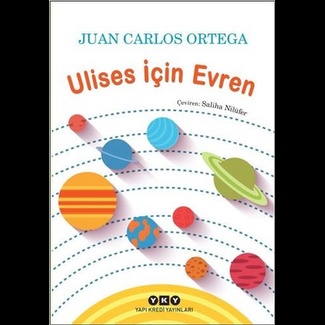 JUAN CARLOS ORTEGA
Ulises İçin Evren
Çeviren: Saliha Nilüfer
YKY
YAPI KREDİ YAYINLARI